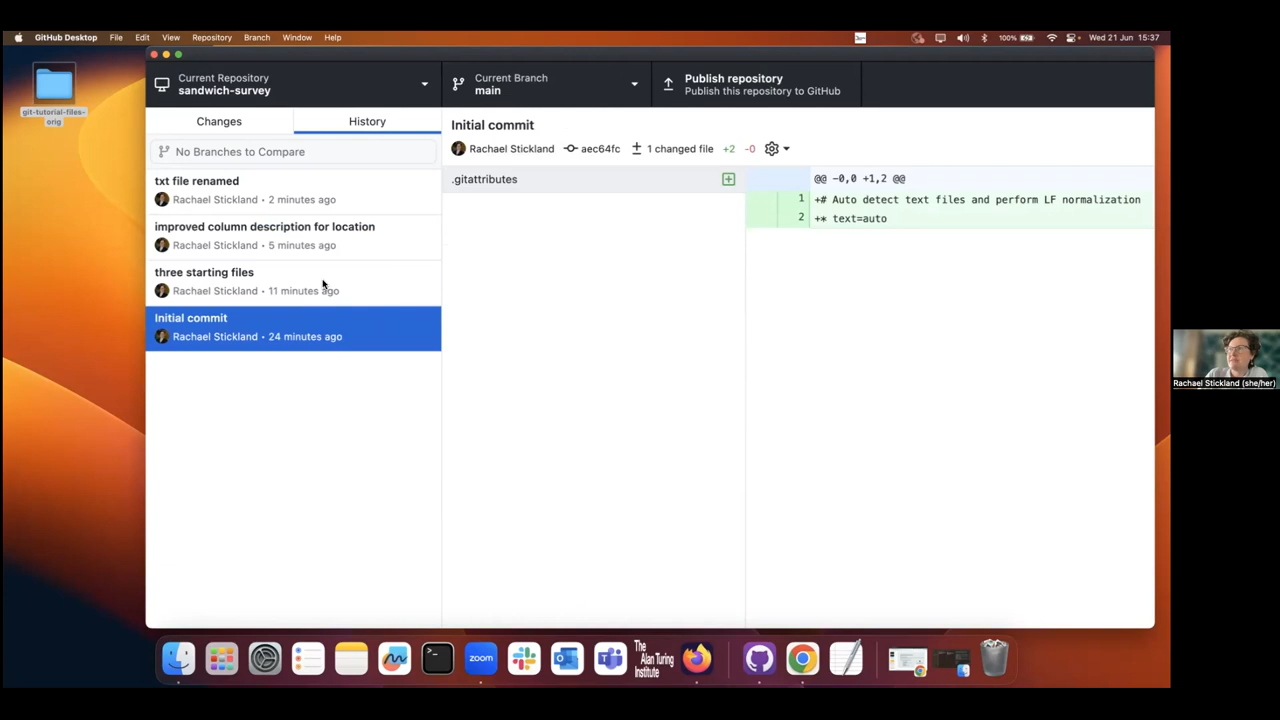 GitHub Desktop File Edit View Repository Branch Window Help
100% Wed 21 Jun 15:37
git-tutorial-files-
orig
Current Repository
sandwich-survey
Current Branch
main
Publish repository
Publish this repository to GitHub
Changes
History
No Branches to Compare
txt file renamed
Rachael Stickland • 2 minutes ago
improved column description for location
Rachael Stickland • 5 minutes ago
three starting files
Rachael Stickland • 11 minutes ago
Initial commit
Rachael Stickland • 24 minutes ago
Initial commit
Rachael Stickland aec64fc 1 changed file +2 -0
.gitattributes
@@ -0,0 +1,2 @@
1 +# Auto detect text files and perform LF normalization
2 +* text=auto
Rachael Stickland (she/her)
zoom
The
Alan Turing
Institute